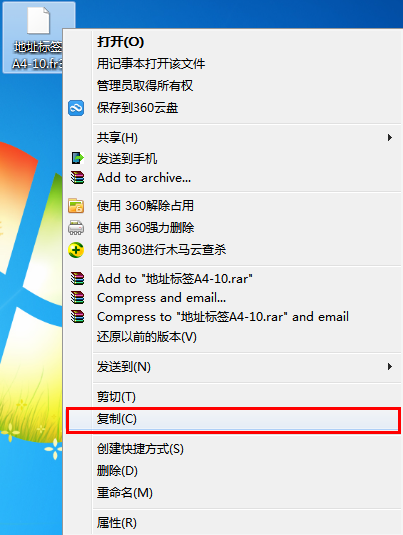 地址标签
A4-10.fr3
打开(O)
用记事本打开该文件
管理员取得所有权
保存到360云盘
共享(H)
发送到手机
Add to archive...
使用 360解除占用
使用 360强力删除
使用360进行木马云查杀
Add to "地址标签A4-10.rar"
Compress and email...
Compress to "地址标签A4-10.rar" and email
还原以前的版本(V)
发送到(N)
剪切(T)
复制(C)
创建快捷方式(S)
删除(D)
重命名(M)
属性(R)